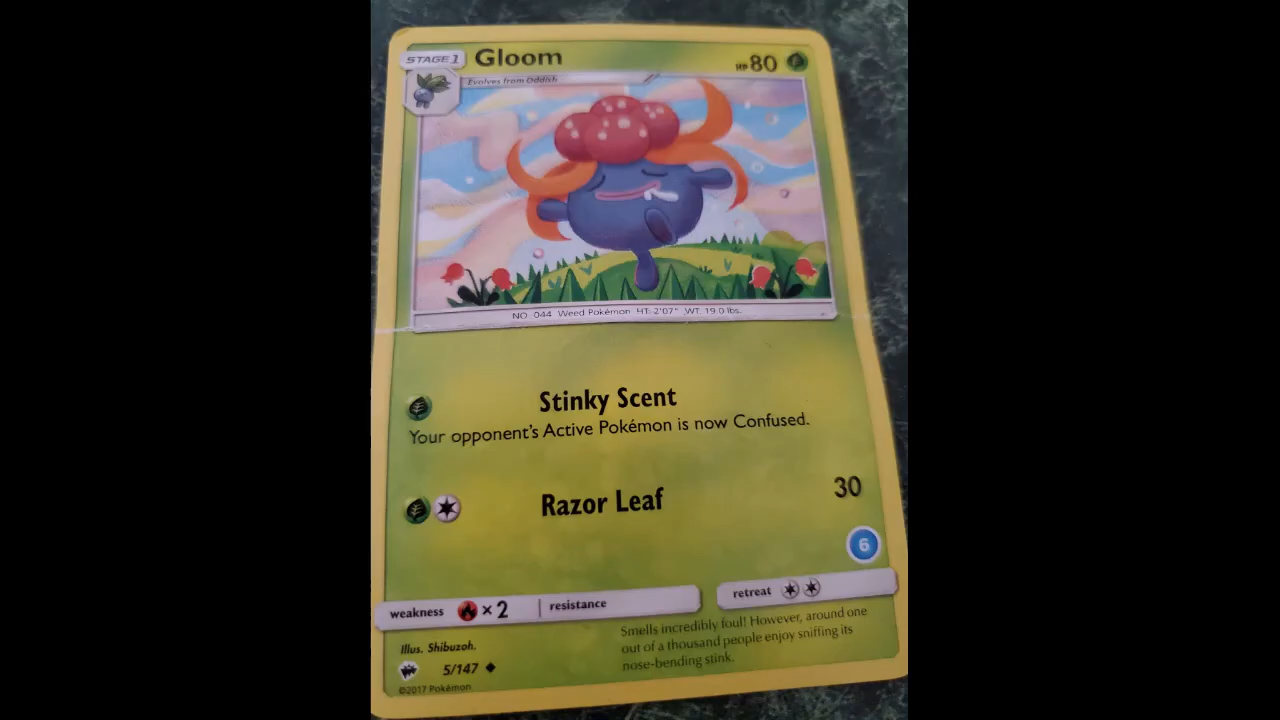 STAGE 1 Gloom HP 80
Evolves from Oddish
NO. 044 Weed Pokémon HT: 2'07" WT: 19.0 lbs.
Stinky Scent
Your opponent's Active Pokémon is now Confused.
Razor Leaf 30
6
weakness ×2 resistance retreat
Smells incredibly foul! However, around one
out of a thousand people enjoy sniffing its
nose-bending stink.
Illus. Shibuzoh.
5/147
©2017 Pokémon